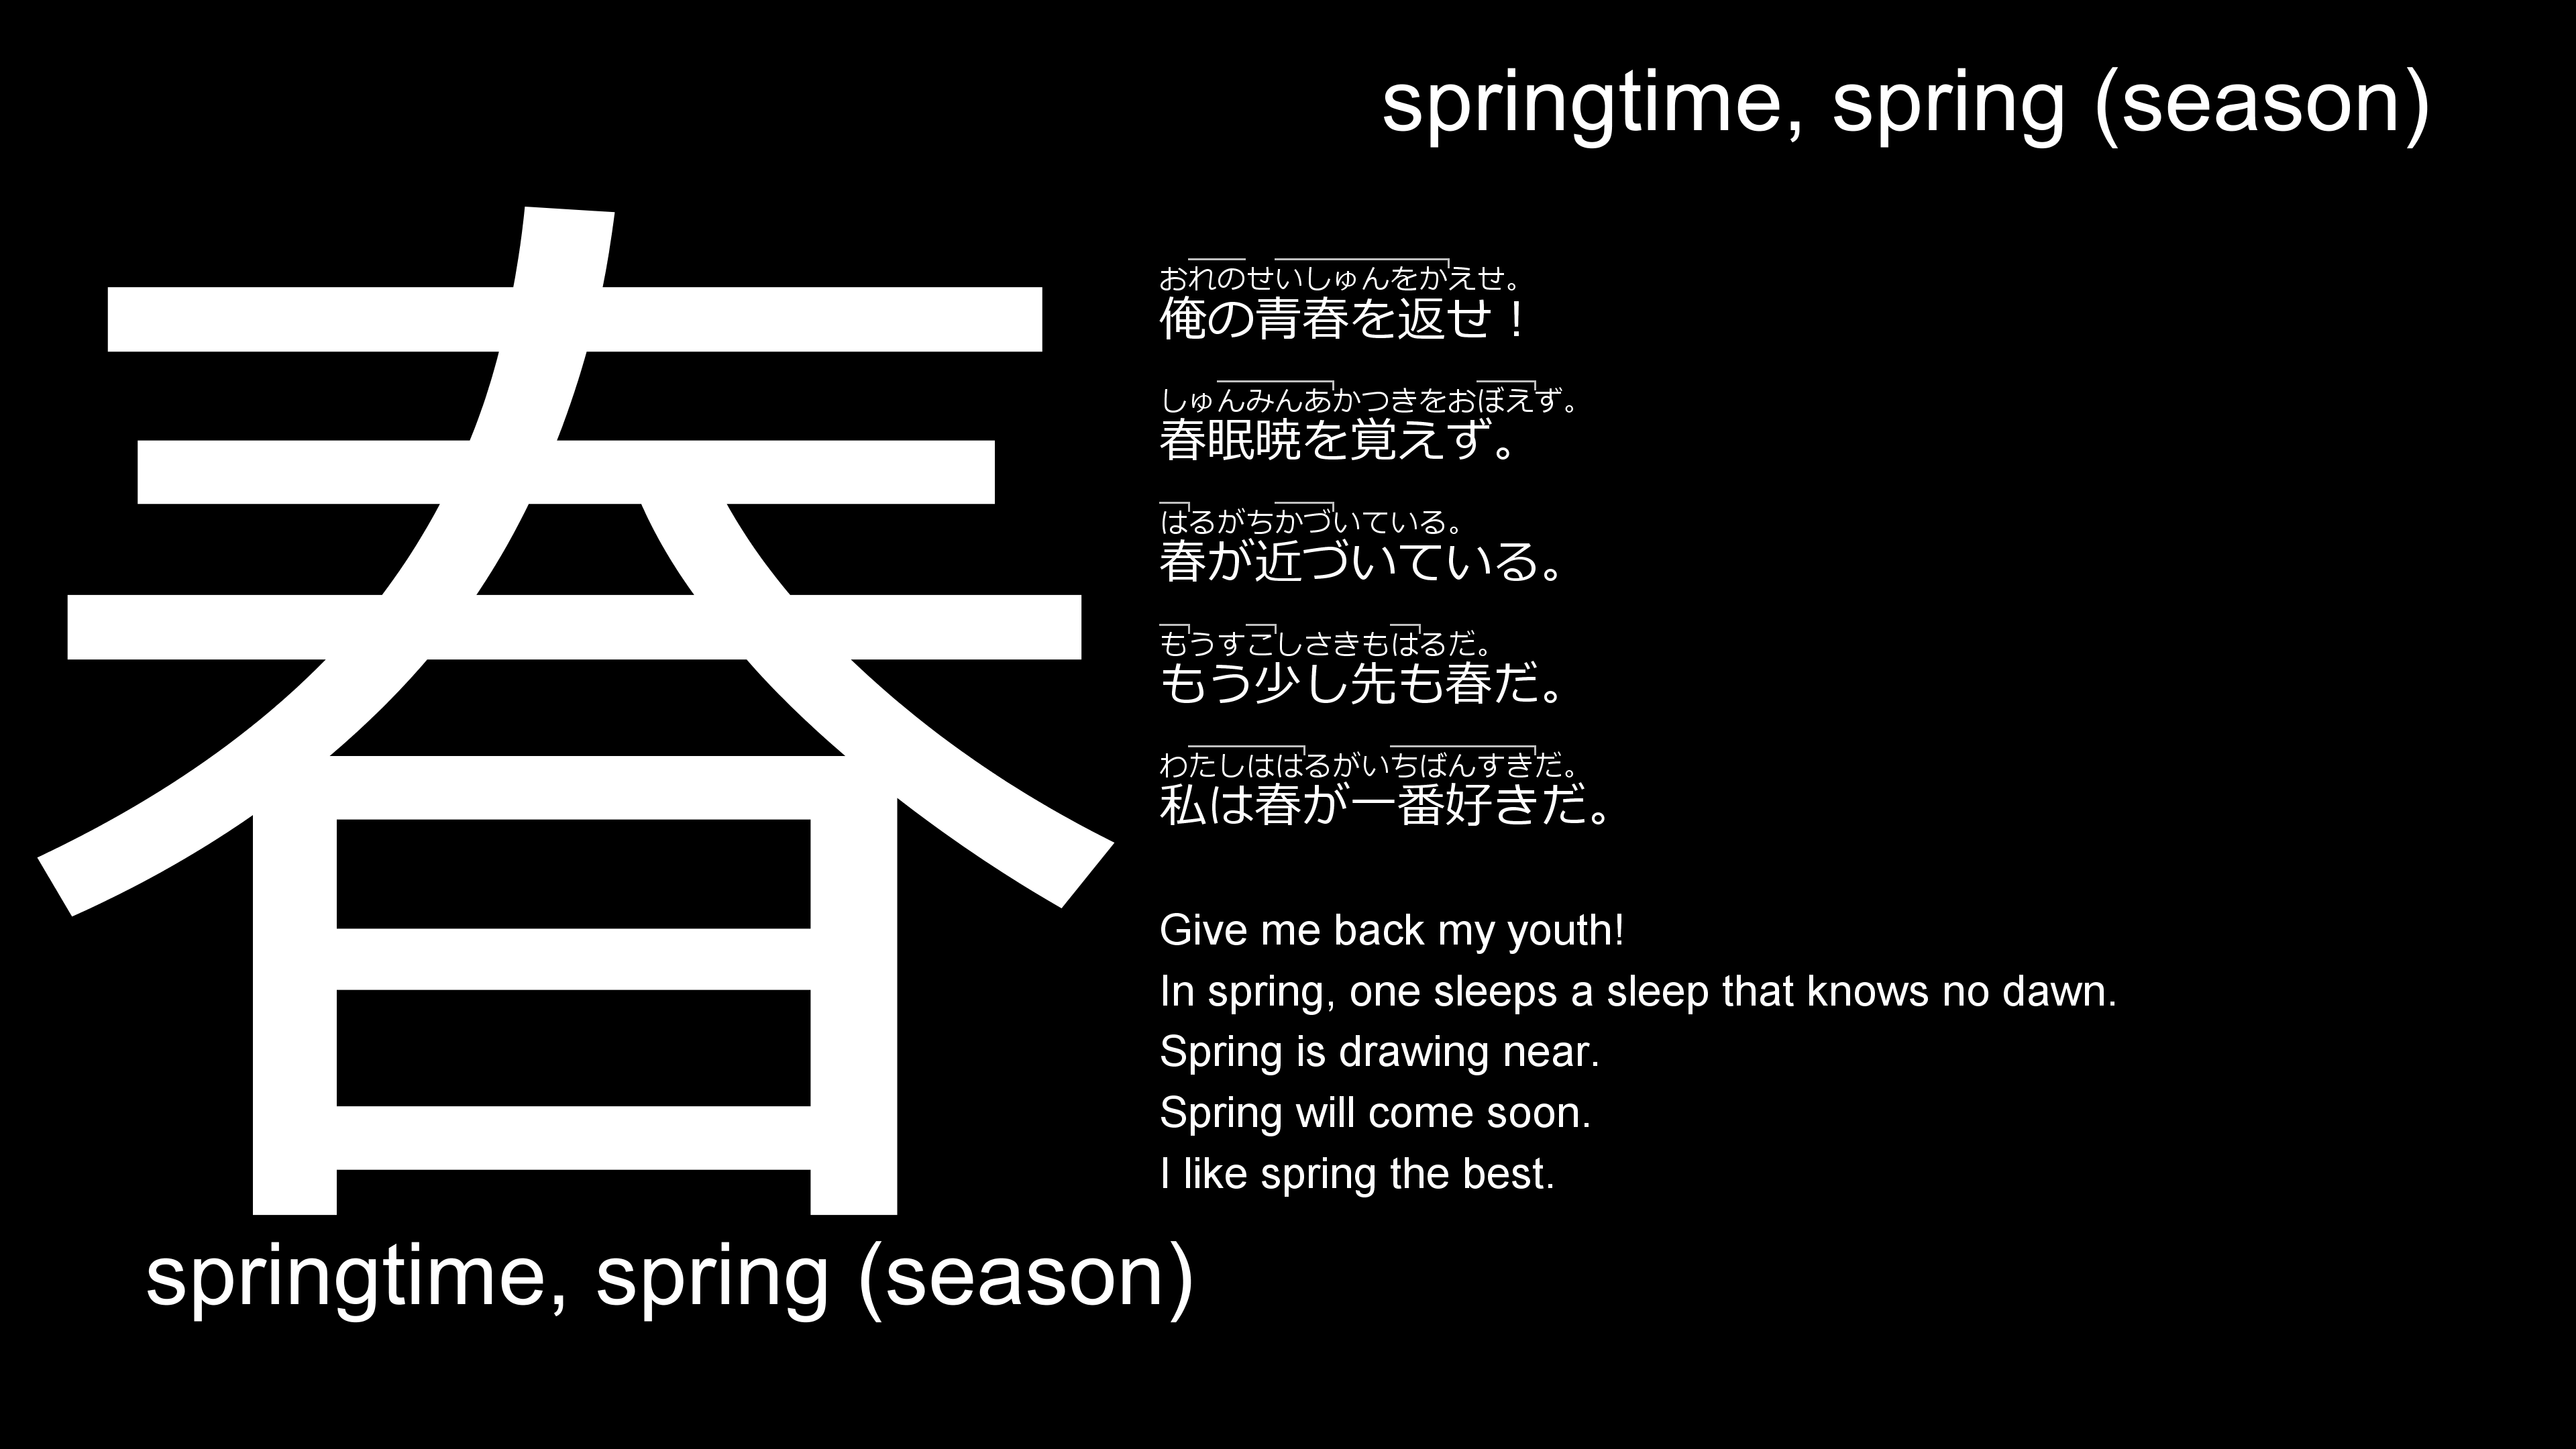 springtime, spring (season)
春
おれのせいしゅんをかえせ。
俺の青春を返せ！
しゅんみんあかつきをおぼえず。
春眠暁を覚えず。
はるがちかづいている。
春が近づいている。
もうすこしさきもはるだ。
もう少し先も春だ。
わたしははるがいちばんすきだ。
私は春が一番好きだ。
Give me back my youth!
In spring, one sleeps a sleep that knows no dawn.
Spring is drawing near.
Spring will come soon.
I like spring the best.
springtime, spring (season)